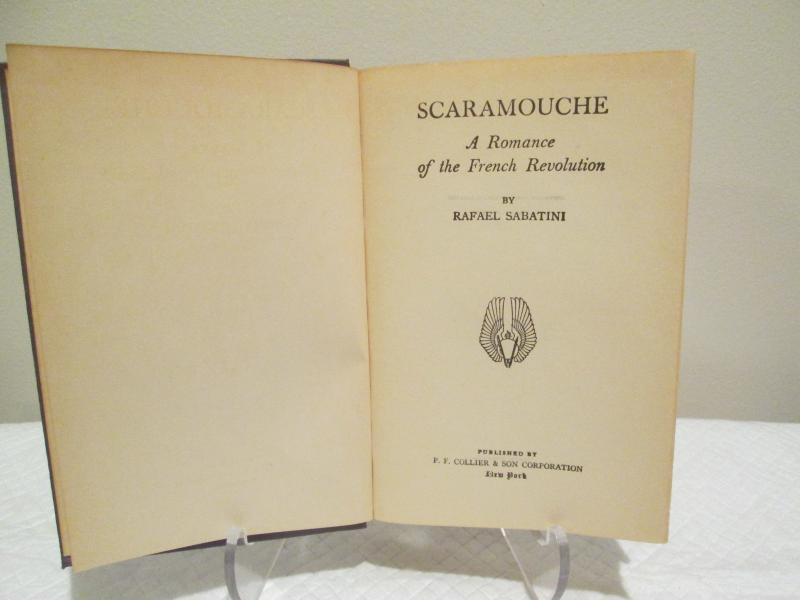 SCARAMOUCHE
A Romance
of the French Revolution
BY
RAFAEL SABATINI
PUBLISHED BY
P. F. COLLIER & SON CORPORATION
New York